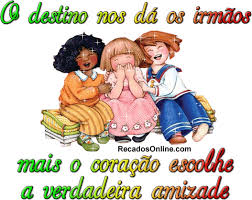 O destino nos dá os irmãos
RecadosOnline.com
mais o coração escolhe
a verdadeira amizade